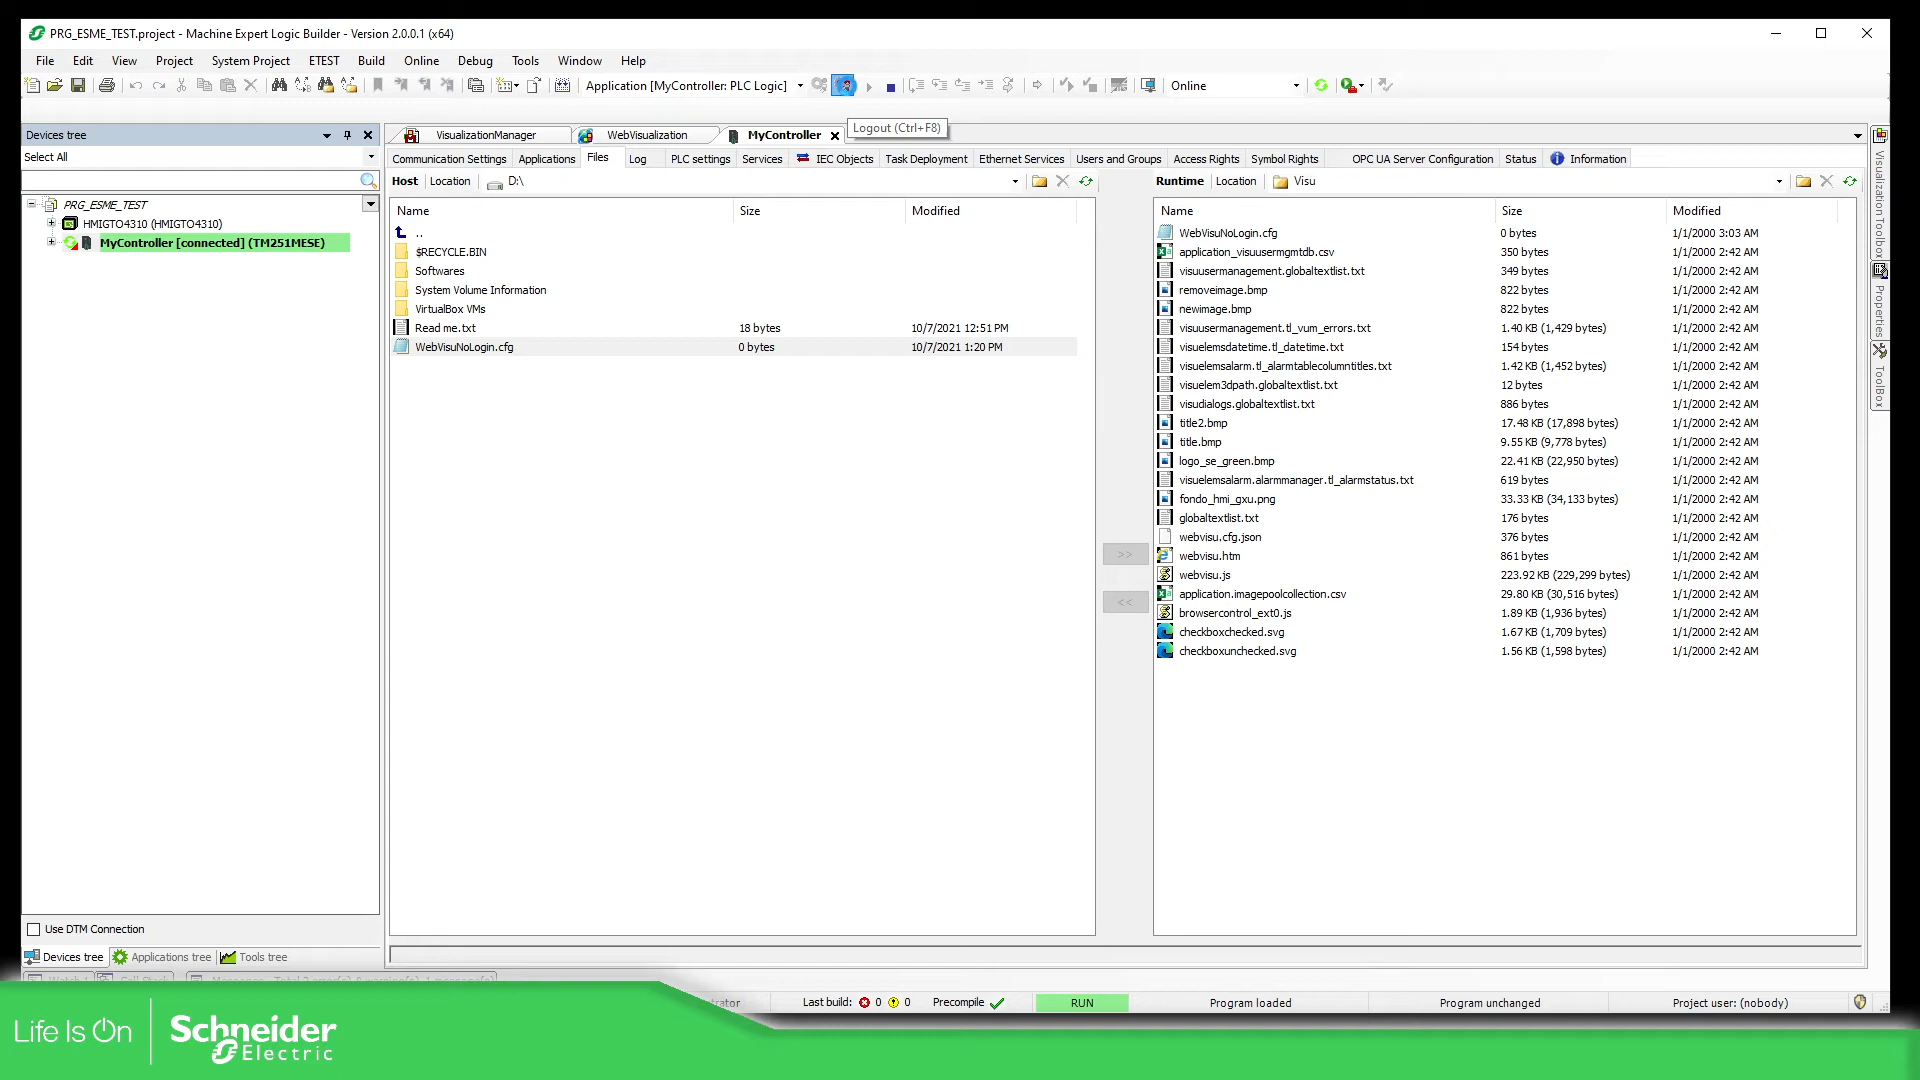 PRG_ESME_TEST.project - Machine Expert Logic Builder - Version 2.0.0.1 (x64)
File Edit View Project System Project ETEST Build Online Debug Tools Window Help
Application [MyController: PLC Logic] Online
Devices tree VisualizationManager WebVisualization MyController Logout (Ctrl+F8)
Select All Communication Settings Applications Files Log PLC settings Services IEC Objects Task Deployment Ethernet Services Users and Groups Access Rights Symbol Rights OPC UA Server Configuration Status Information
Host Location D:\ Runtime Location Visu
PRG_ESME_TEST
HMIGTO4310 (HMIGTO4310)
MyController [connected] (TM251MESE)
Name Size Modified
..
$RECYCLE.BIN
Softwares
System Volume Information
VirtualBox VMs
Read me.txt 18 bytes 10/7/2021 12:51 PM
WebVisuNoLogin.cfg 0 bytes 10/7/2021 1:20 PM
>>
<<
Name Size Modified
WebVisuNoLogin.cfg 0 bytes 1/1/2000 3:03 AM
application_visuusermgmtdb.csv 350 bytes 1/1/2000 2:42 AM
visuusermanagement.globaltextlist.txt 349 bytes 1/1/2000 2:42 AM
removeimage.bmp 822 bytes 1/1/2000 2:42 AM
newimage.bmp 822 bytes 1/1/2000 2:42 AM
visuusermanagement.tl_vum_errors.txt 1.40 KB (1,429 bytes) 1/1/2000 2:42 AM
visuelemsdatetime.tl_datetime.txt 154 bytes 1/1/2000 2:42 AM
visuelemsalarm.tl_alarmtablecolumntitles.txt 1.42 KB (1,452 bytes) 1/1/2000 2:42 AM
visuelem3dpath.globaltextlist.txt 12 bytes 1/1/2000 2:42 AM
visudialogs.globaltextlist.txt 886 bytes 1/1/2000 2:42 AM
title2.bmp 17.48 KB (17,898 bytes) 1/1/2000 2:42 AM
title.bmp 9.55 KB (9,778 bytes) 1/1/2000 2:42 AM
logo_se_green.bmp 22.41 KB (22,950 bytes) 1/1/2000 2:42 AM
visuelemsalarm.alarmmanager.tl_alarmstatus.txt 619 bytes 1/1/2000 2:42 AM
fondo_hmi_gxu.png 33.33 KB (34,133 bytes) 1/1/2000 2:42 AM
globaltextlist.txt 176 bytes 1/1/2000 2:42 AM
webvisu.cfg.json 376 bytes 1/1/2000 2:42 AM
webvisu.htm 861 bytes 1/1/2000 2:42 AM
webvisu.js 223.92 KB (229,299 bytes) 1/1/2000 2:42 AM
application.imagepoolcollection.csv 29.80 KB (30,516 bytes) 1/1/2000 2:42 AM
browsercontrol_ext0.js 1.89 KB (1,936 bytes) 1/1/2000 2:42 AM
checkboxchecked.svg 1.67 KB (1,709 bytes) 1/1/2000 2:42 AM
checkboxunchecked.svg 1.56 KB (1,598 bytes) 1/1/2000 2:42 AM
Visualization Toolbox
Properties
ToolBox
Use DTM Connection
Devices tree Applications tree Tools tree
Last build: 0 0 Precompile RUN Program loaded Program unchanged Project user: (nobody)
Life Is On
Schneider
Electric